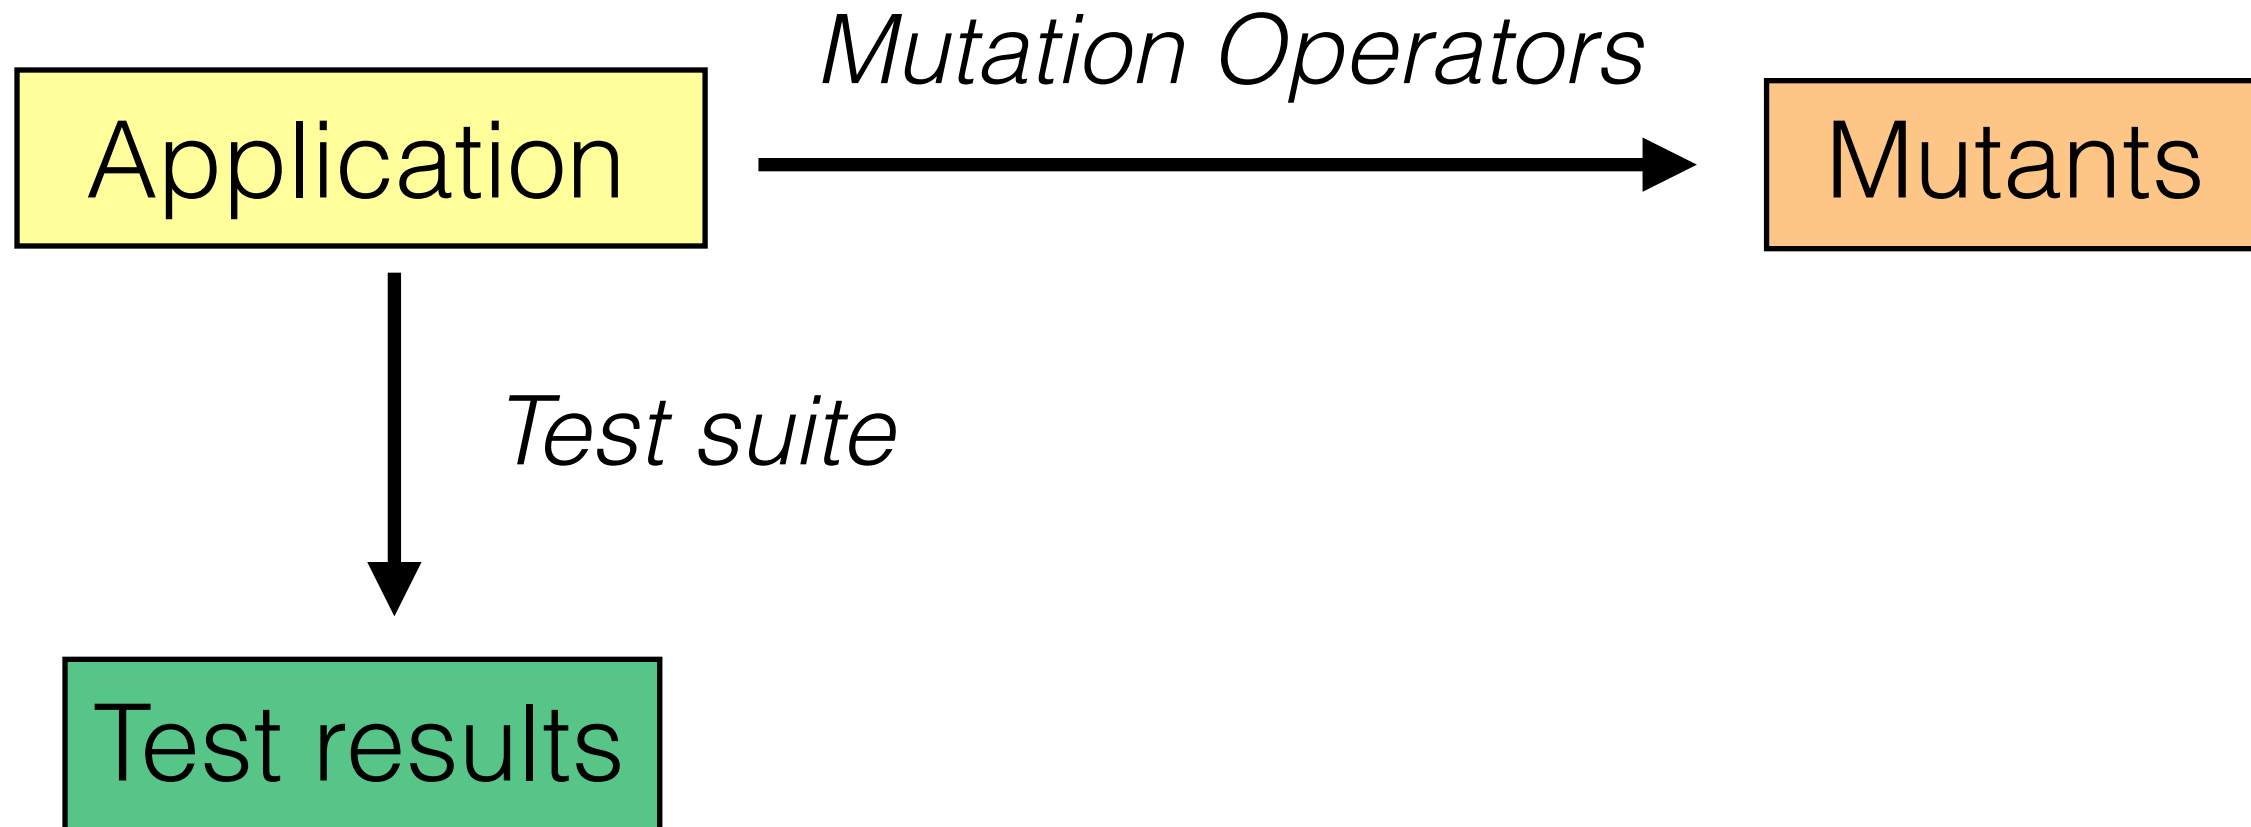 Mutation Operators
Application
Mutants
Test suite
Test results